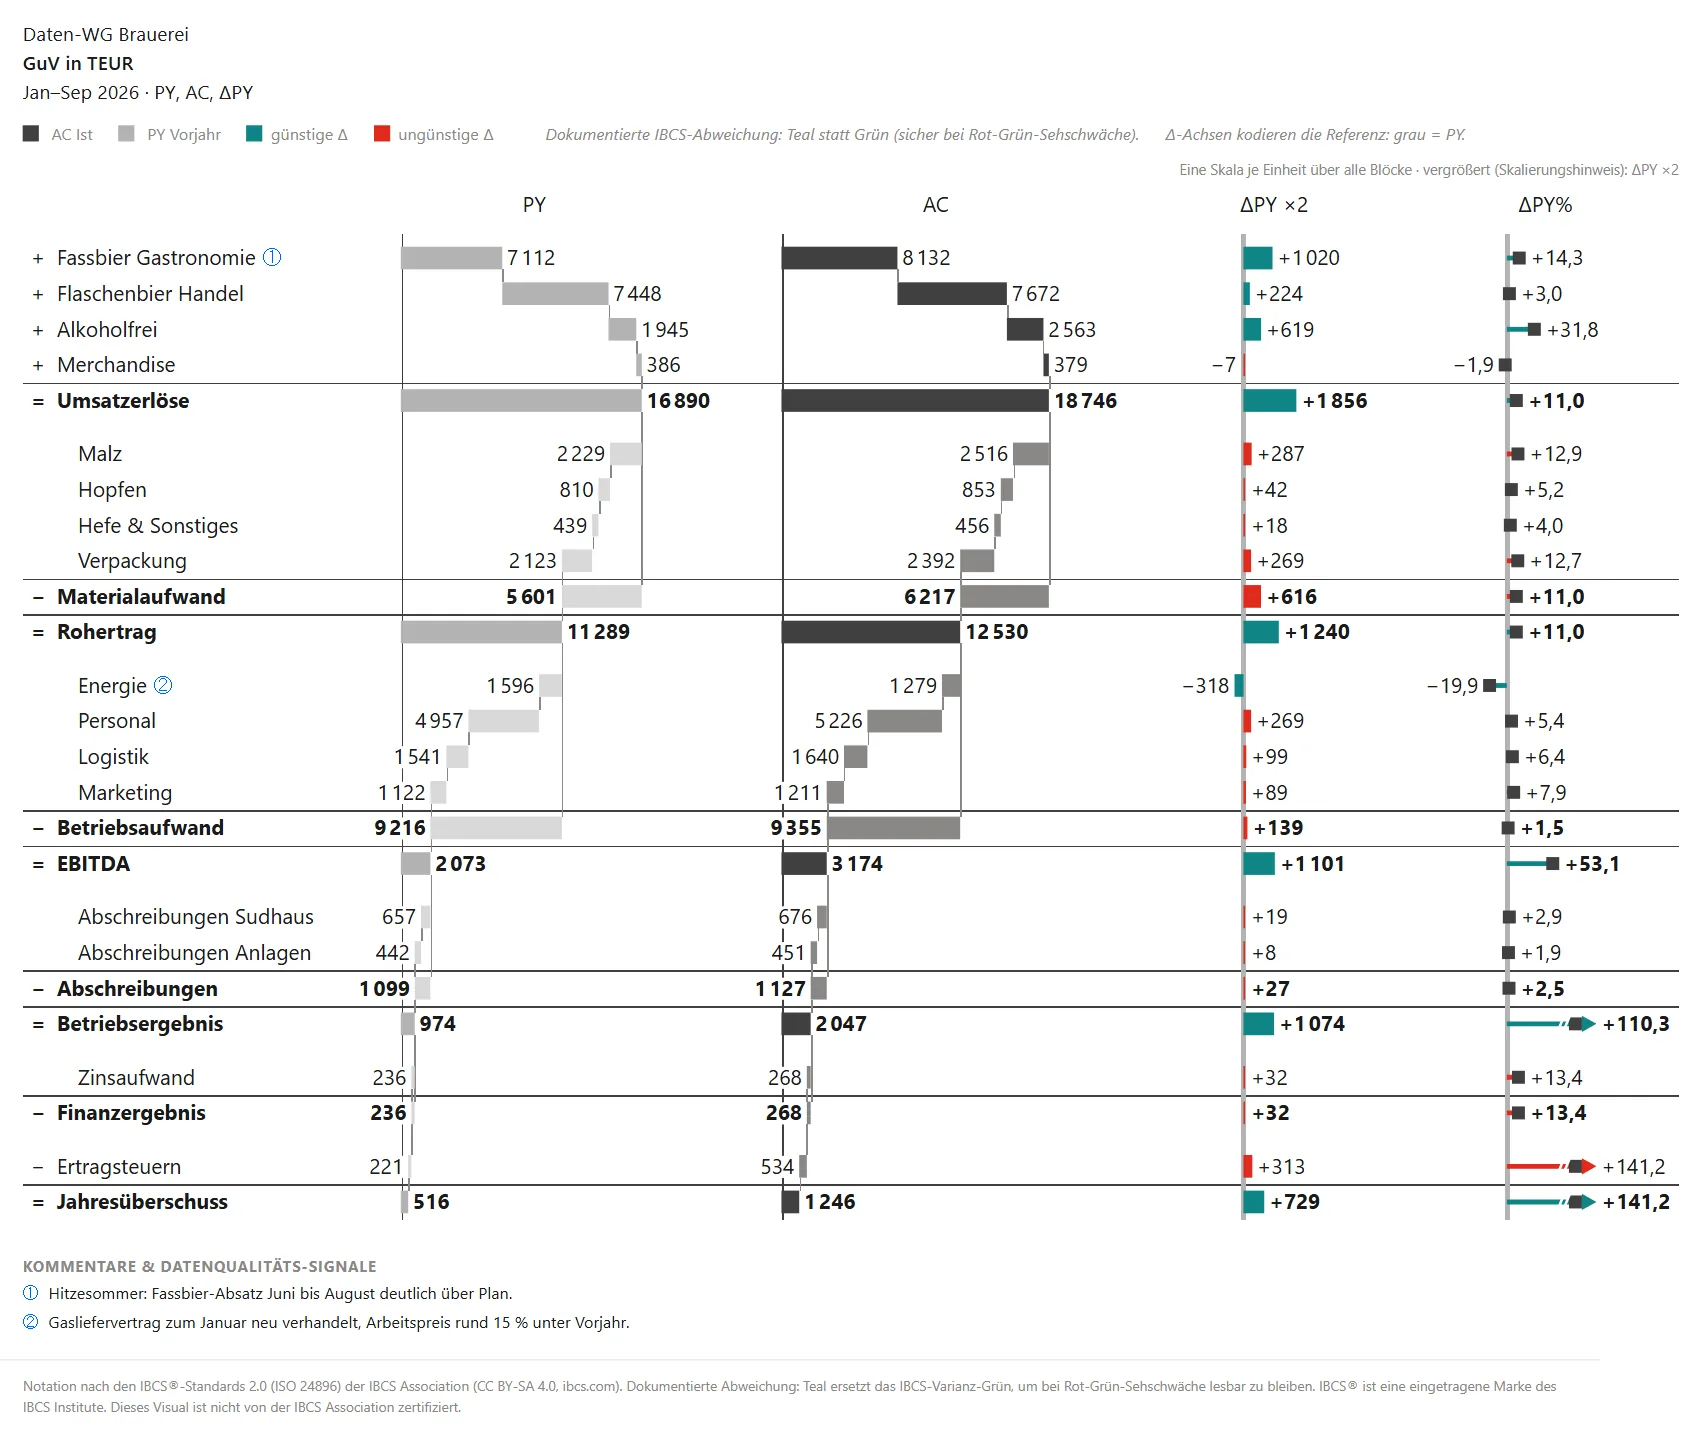 Daten-WG Brauerei
GuV in TEUR
Jan–Sep 2026 · PY, AC, ΔPY
AC Ist PY Vorjahr günstige Δ ungünstige Δ Dokumentierte IBCS-Abweichung: Teal statt Grün (sicher bei Rot-Grün-Sehschwäche). Δ-Achsen kodieren die Referenz: grau = PY.
Eine Skala je Einheit über alle Blöcke · vergrößert (Skalierungshinweis): ΔPY ×2
PY AC ΔPY ×2 ΔPY%
+ Fassbier Gastronomie ① 7 112 8 132 +1 020 +14,3
+ Flaschenbier Handel 7 448 7 672 +224 +3,0
+ Alkoholfrei 1 945 2 563 +619 +31,8
+ Merchandise 386 379 −7 −1,9
= Umsatzerlöse 16 890 18 746 +1 856 +11,0
Malz 2 229 2 516 +287 +12,9
Hopfen 810 853 +42 +5,2
Hefe & Sonstiges 439 456 +18 +4,0
Verpackung 2 123 2 392 +269 +12,7
− Materialaufwand 5 601 6 217 +616 +11,0
= Rohertrag 11 289 12 530 +1 240 +11,0
Energie ② 1 596 1 279 −318 −19,9
Personal 4 957 5 226 +269 +5,4
Logistik 1 541 1 640 +99 +6,4
Marketing 1 122 1 211 +89 +7,9
− Betriebsaufwand 9 216 9 355 +139 +1,5
= EBITDA 2 073 3 174 +1 101 +53,1
Abschreibungen Sudhaus 657 676 +19 +2,9
Abschreibungen Anlagen 442 451 +8 +1,9
− Abschreibungen 1 099 1 127 +27 +2,5
= Betriebsergebnis 974 2 047 +1 074 +110,3
Zinsaufwand 236 268 +32 +13,4
− Finanzergebnis 236 268 +32 +13,4
− Ertragsteuern 221 534 +313 +141,2
= Jahresüberschuss 516 1 246 +729 +141,2
KOMMENTARE & DATENQUALITÄTS-SIGNALE
① Hitzesommer: Fassbier-Absatz Juni bis August deutlich über Plan.
② Gasliefervertrag zum Januar neu verhandelt, Arbeitspreis rund 15 % unter Vorjahr.
Notation nach den IBCS®-Standards 2.0 (ISO 24896) der IBCS Association (CC BY-SA 4.0, ibcs.com). Dokumentierte Abweichung: Teal ersetzt das IBCS-Varianz-Grün, um bei Rot-Grün-Sehschwäche lesbar zu bleiben. IBCS® ist eine eingetragene Marke des
IBCS Institute. Dieses Visual ist nicht von der IBCS Association zertifiziert.